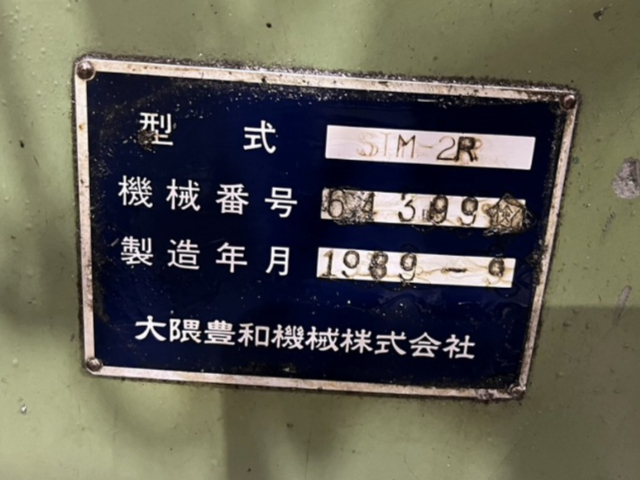 型式 STM-2R
機械番号 64399
製造年月 1989-9
大隈豊和機械株式会社